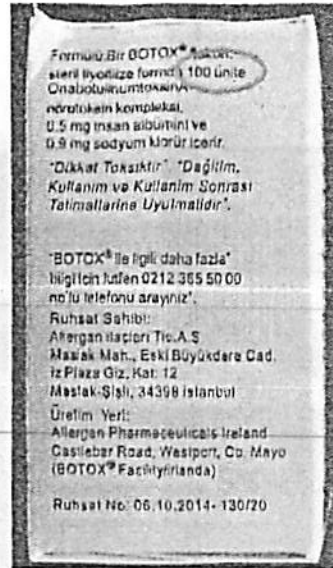 Formülü: Bir BOTOX® flakon;
steril liyofilize formda 100 ünite
OnabotulinumtoksinA
nörotoksin kompleksi,
0.5 mg insan albümini ve
0.9 mg sodyum klorür içerir.
"Dikkat Toksiktir". "Dağıtım,
Kullanım ve Kullanım Sonrası
Talimatlarına Uyulmalıdır".
"BOTOX® ile ilgili daha fazla"
bilgi için lütfen 0212 365 50 00
no'lu telefonu arayınız".
Ruhsat Sahibi:
Allergan İlaçları Tic.A.Ş
Maslak Mah., Eski Büyükdere Cad.
İz Plaza Giz, Kat: 12
Maslak-Şişli, 34398 İstanbul
Üretim Yeri:
Allergan Pharmaceuticals Ireland
Castlebar Road, Westport, Co. Mayo
(BOTOX® Facility/İrlanda)
Ruhsat No: 06.10.2014- 130/20